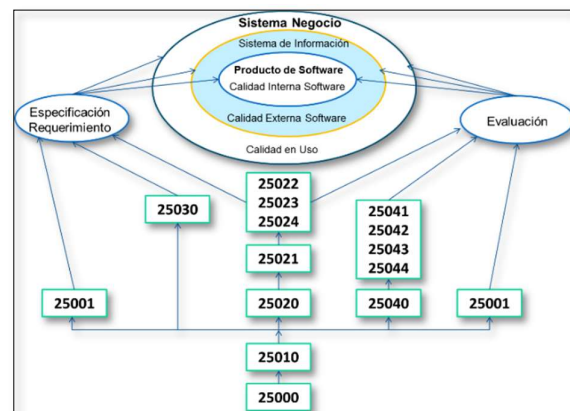 Sistema Negocio
Sistema de Información
Producto de Software
Calidad Interna Software
Calidad Externa Software
Calidad en Uso
Especificación
Requerimiento
Evaluación
25030
25022
25023
25024
25041
25042
25043
25044
25021
25001
25020
25040
25001
25010
25000